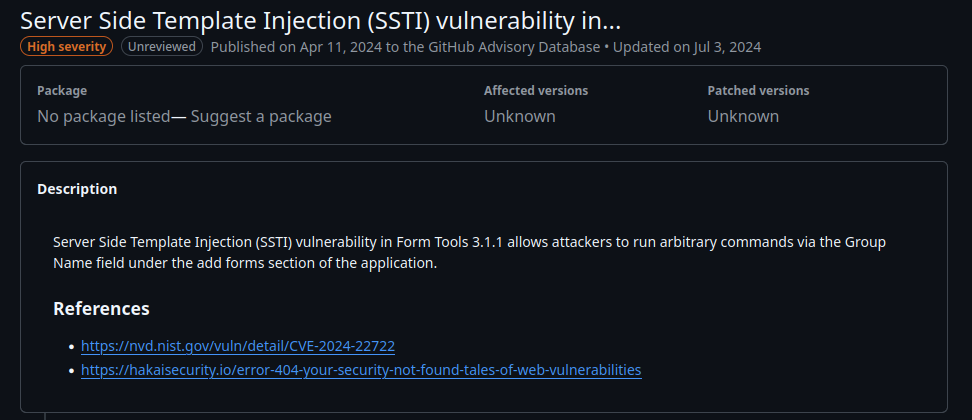 Server Side Template Injection (SSTI) vulnerability in...
High severity Unreviewed Published on Apr 11, 2024 to the GitHub Advisory Database • Updated on Jul 3, 2024
Package Affected versions Patched versions
No package listed— Suggest a package Unknown Unknown
Description
Server Side Template Injection (SSTI) vulnerability in Form Tools 3.1.1 allows attackers to run arbitrary commands via the Group
Name field under the add forms section of the application.
References
• https://nvd.nist.gov/vuln/detail/CVE-2024-22722
• https://hakaisecurity.io/error-404-your-security-not-found-tales-of-web-vulnerabilities